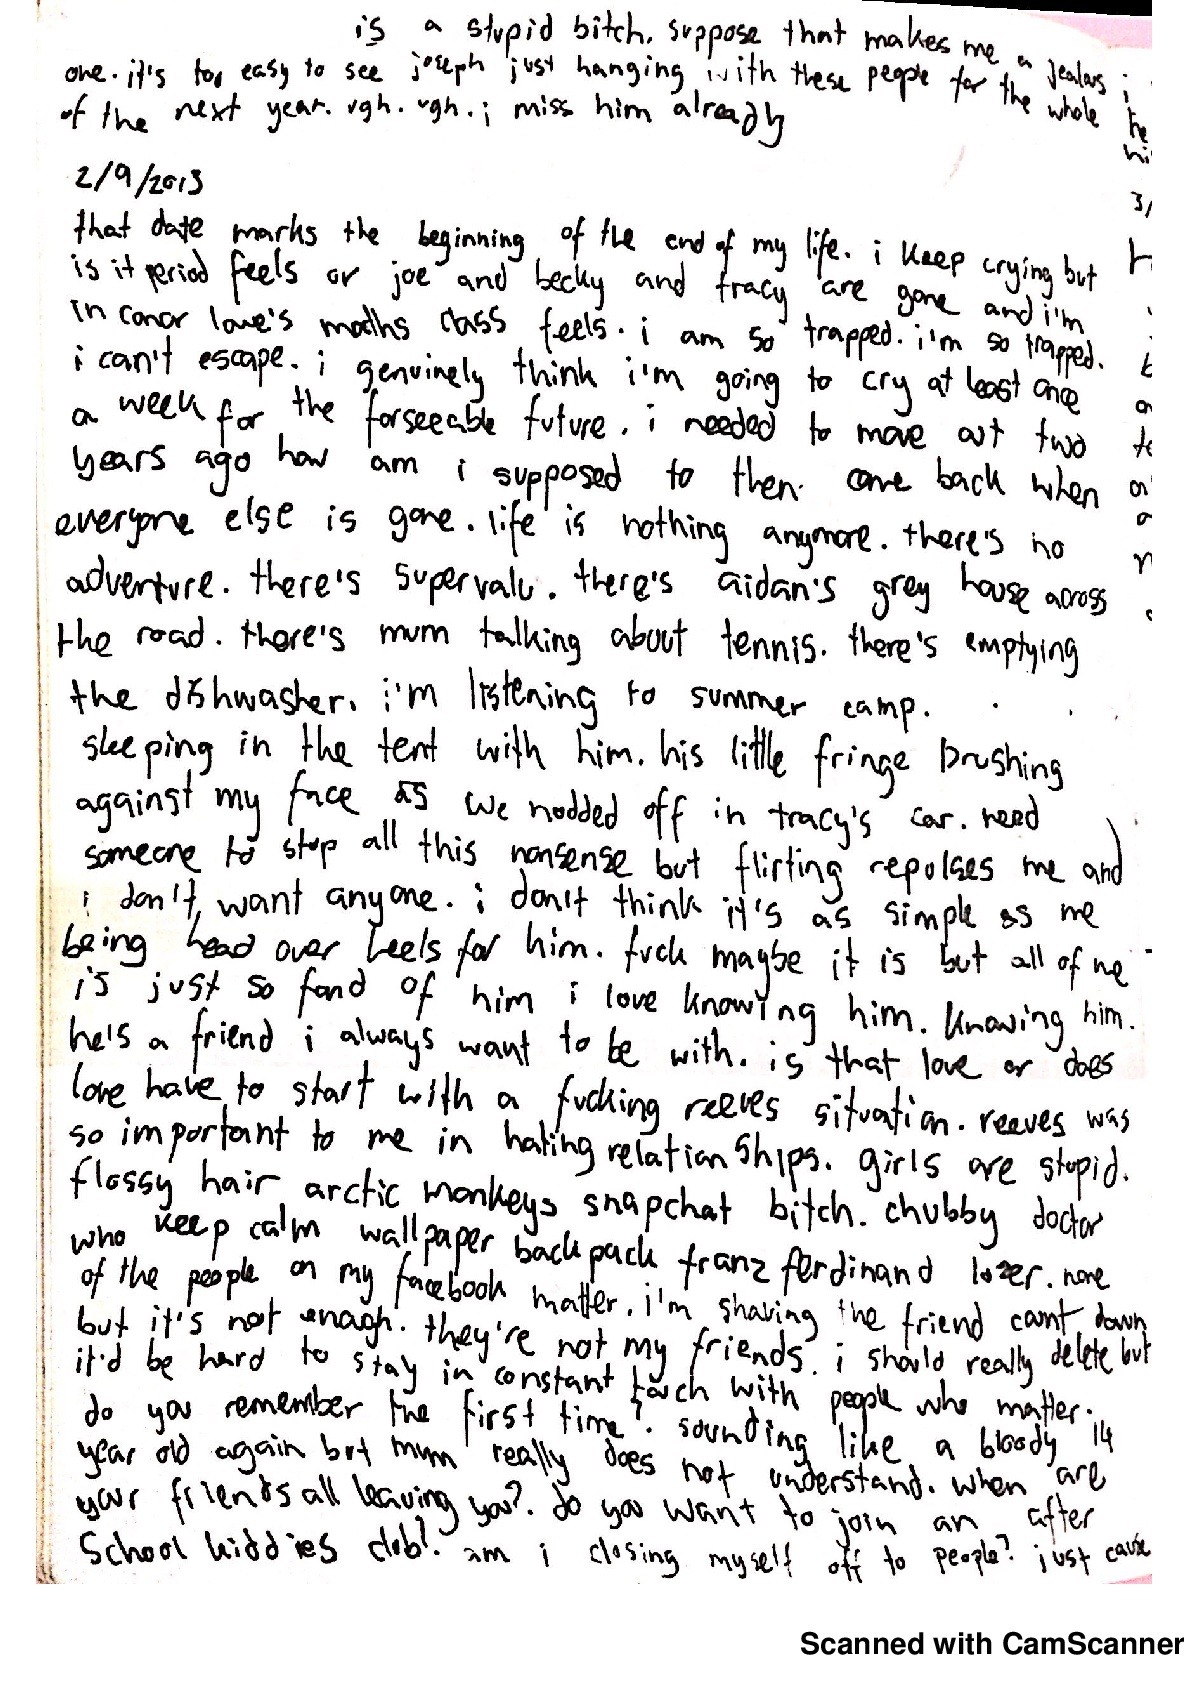 is a stupid bitch. suppose that makes me a jealous
one. it's too easy to see joseph just hanging with these people for the whole
of the next year. ugh. ugh. i miss him already
2/9/2013
that date marks the beginning of the end of my life. i keep crying but
is it period feels or joe and becky and tracy are gone and i'm
in conor love's maths class feels. i am so trapped. i'm so trapped.
i can't escape. i genuinely think i'm going to cry at least once
a week for the forseeable future. i needed to move out two
years ago how am i supposed to then come back when
everyone else is gone. life is nothing anymore. there's no
adventure. there's supervalu. there's aidan's grey house across
the road. there's mum talking about tennis. there's emptying
the dishwasher. i'm listening to summer camp.
sleeping in the tent with him. his little fringe brushing
against my face as we nodded off in tracy's car. need
someone to stop all this nonsense but flirting repulses me and
i don't want anyone. i don't think it's as simple as me
being head over heels for him. fuck maybe it is but all of me
is just so fond of him i love knowing him. knowing him.
he's a friend i always want to be with. is that love or does
love have to start with a fucking reeves situation. reeves was
so important to me in hating relationships. girls are stupid.
flossy hair arctic monkeys snapchat bitch. chubby doctor
who keep calm wallpaper backpack franz ferdinand loser. none
of the people on my facebook matter. i'm shaving the friend count down
but it's not enough. they're not my friends. i should really delete but
it'd be hard to stay in constant touch with people who matter.
do you remember the first time?. sounding like a bloody 14
year old again but mum really does not understand. when are
your friends all leaving you?. do you want to join an after
school kiddies club?. am i closing myself off to people? just cause
Scanned with CamScanner